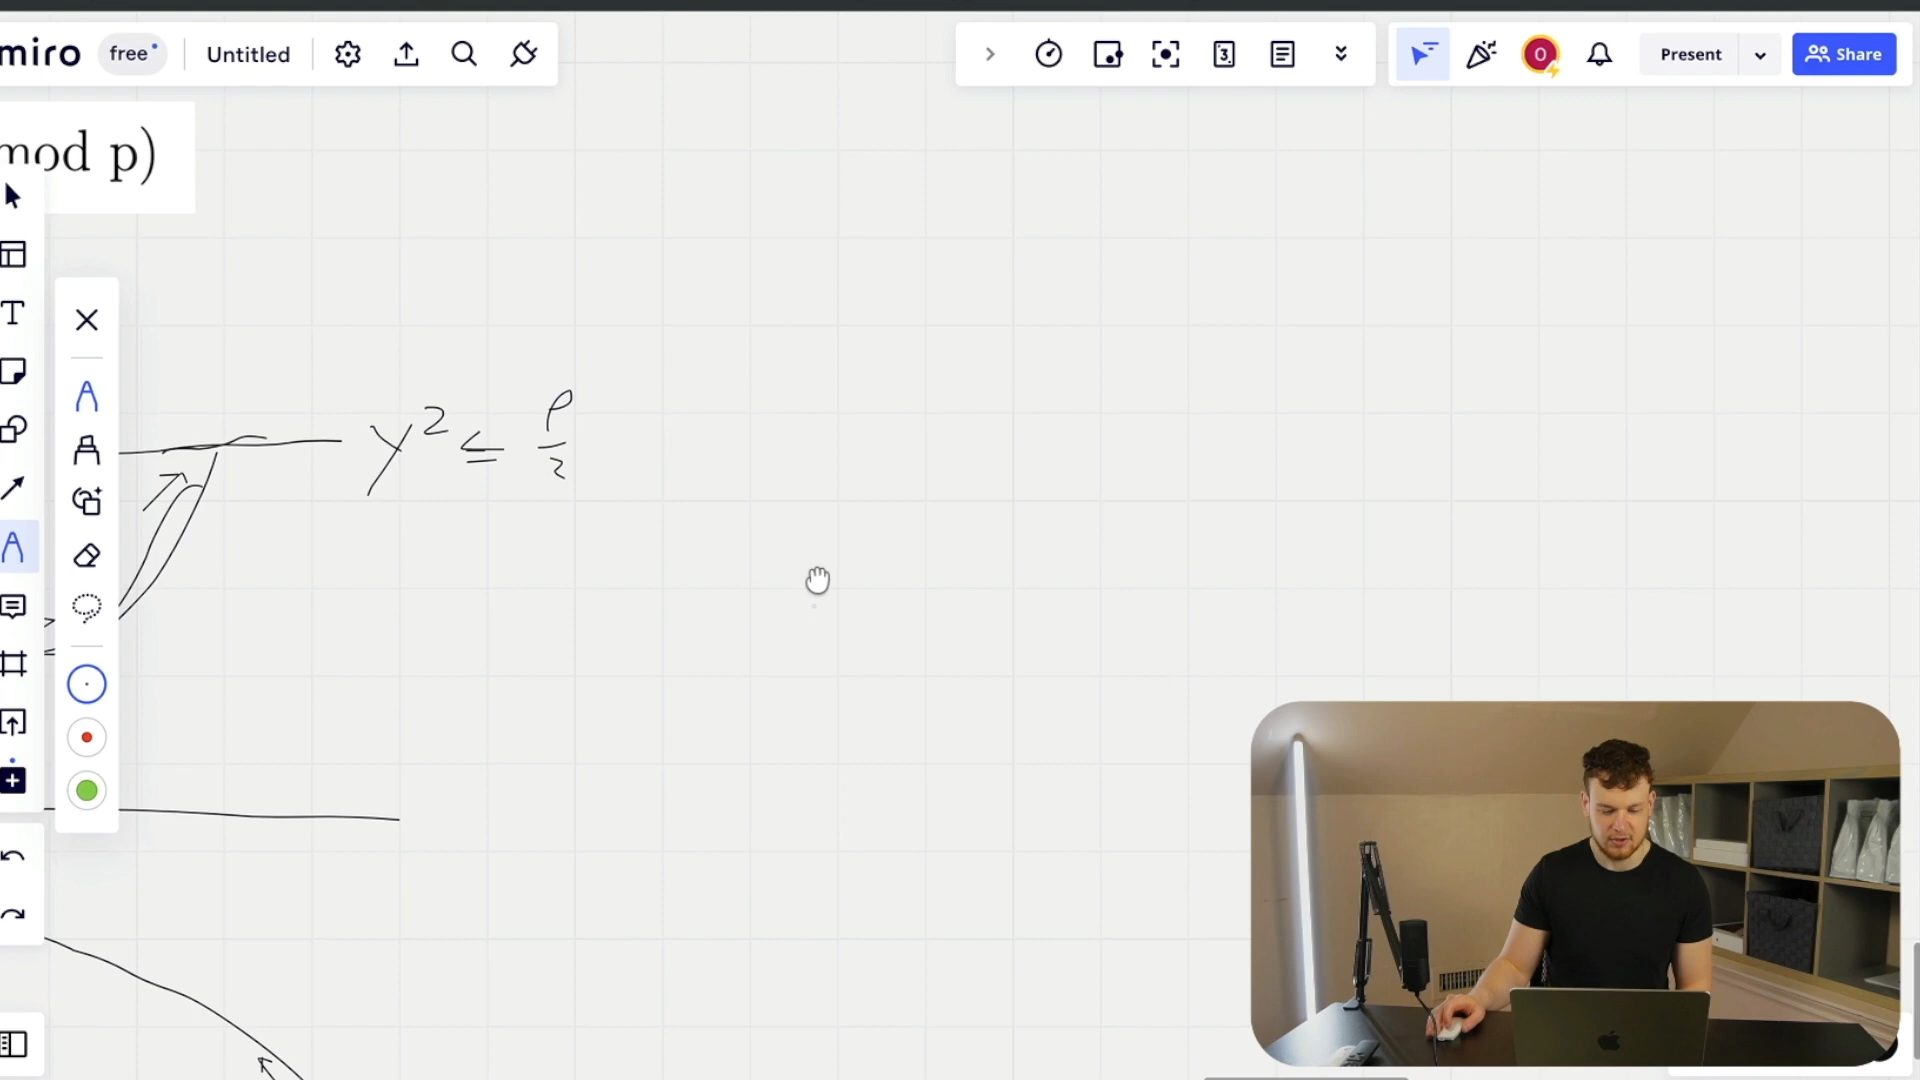 miro free Untitled Present Share
mod p)
y² ≤ p/2